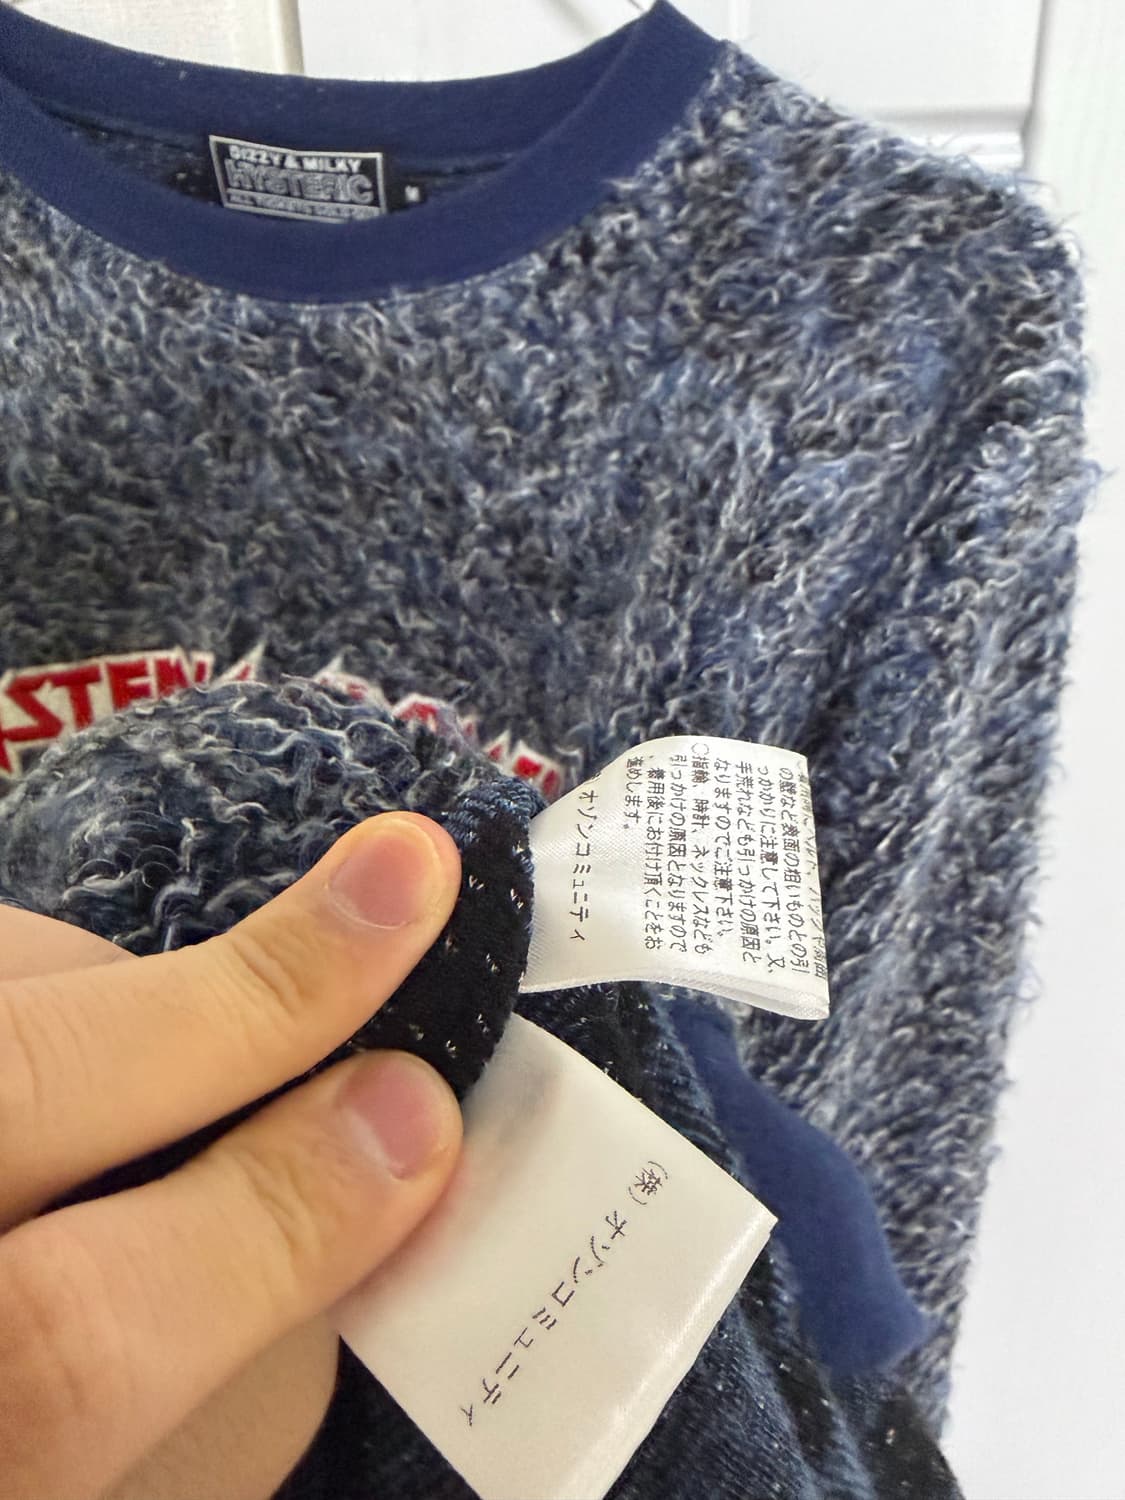 DIZZY & MILKY
HYSTERIC
M
STEN
の壁など表面の粗いものとの引
っかかりに注意して下さい。又、
手荒れなども引っかけの原因と
なりますのでご注意下さい。
○指輪、時計、ネックレスなども
引っかけの原因となりますので
着用後にお付け頂くことをお
進めします。
オゾンコミュニティ
(株)オゾンコミュニティ